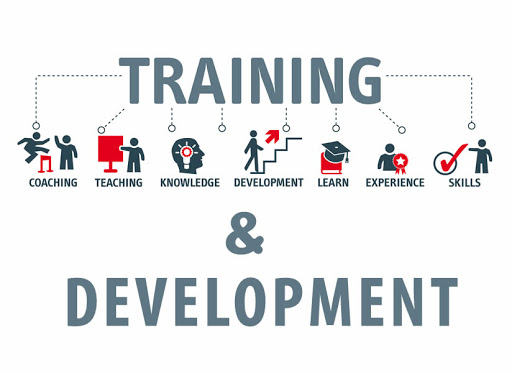 TRAINING
COACHING TEACHING KNOWLEDGE DEVELOPMENT LEARN EXPERIENCE SKILLS
&
DEVELOPMENT